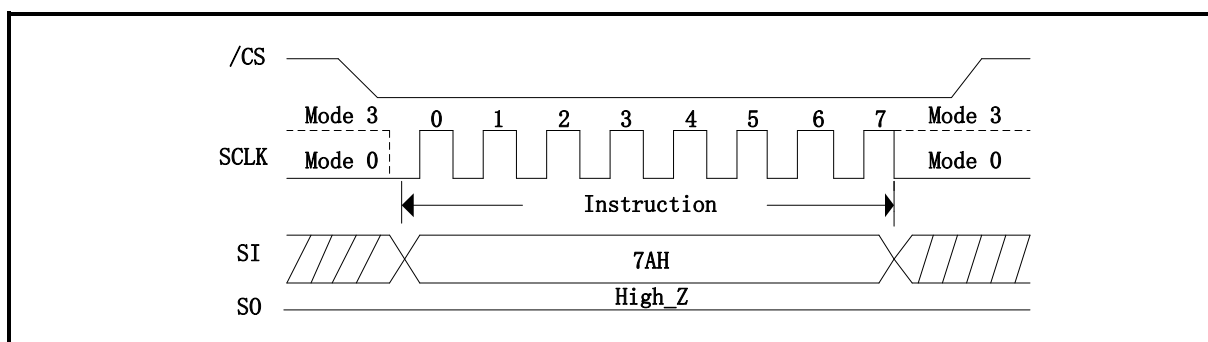 /CS
Mode 3 0 1 2 3 4 5 6 7 Mode 3
SCLK Mode 0 Mode 0
Instruction
SI 7AH
High_Z
SO